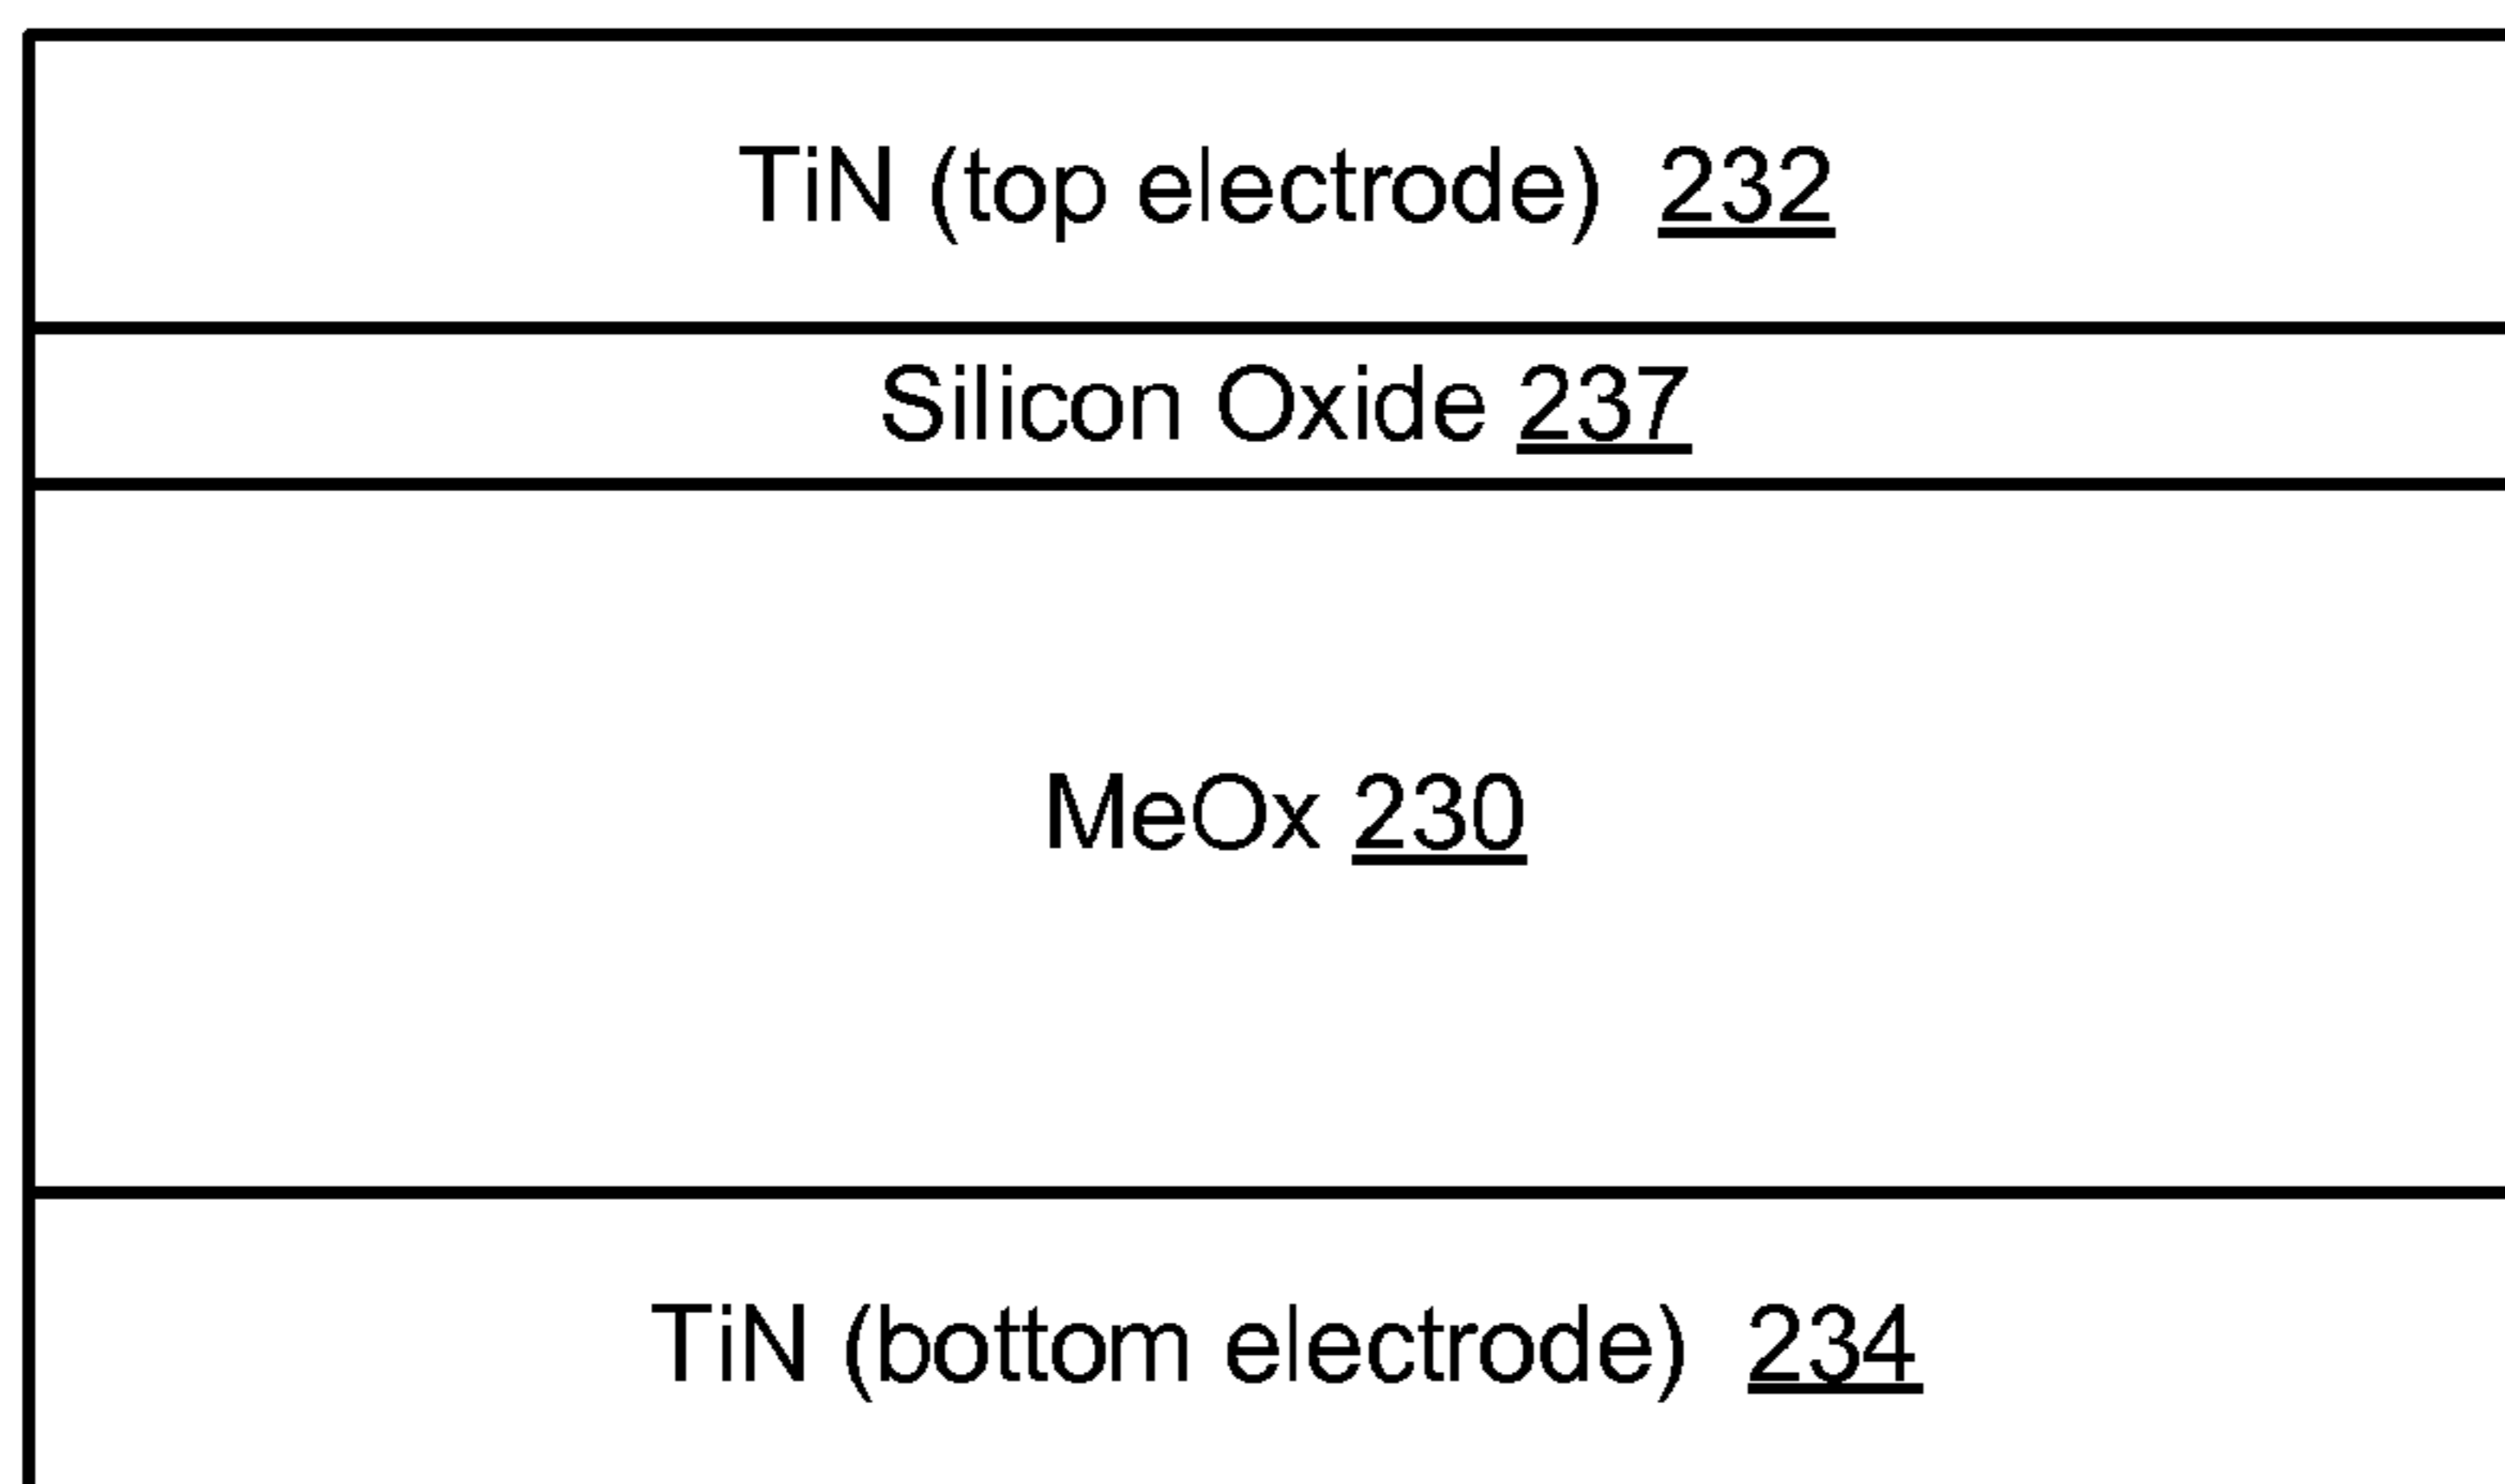 TiN (top electrode) 232
Silicon Oxide 237
MeOx 230
TiN (bottom electrode) 234